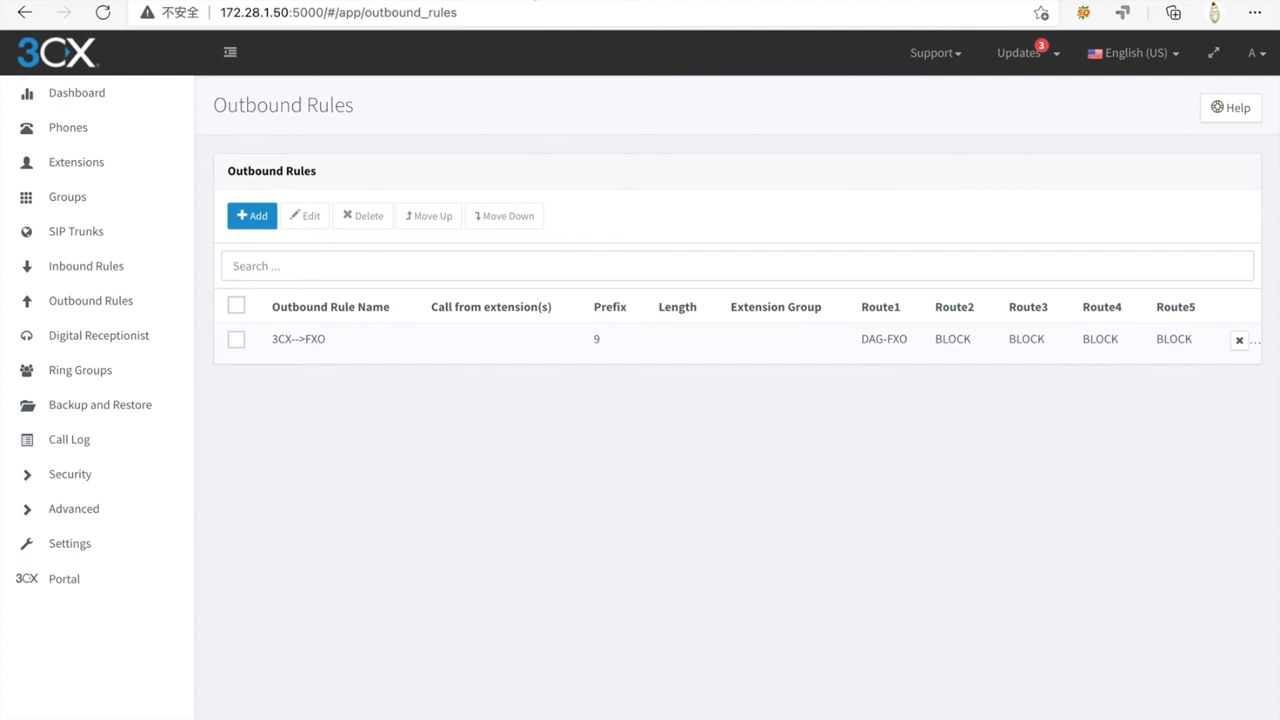 不安全 172.28.1.50:5000/#/app/outbound_rules
3CX
Support
Updates 3
English (US)
A
Dashboard
Phones
Extensions
Groups
SIP Trunks
Inbound Rules
Outbound Rules
Digital Receptionist
Ring Groups
Backup and Restore
Call Log
Security
Advanced
Settings
3CX Portal
Outbound Rules
Help
Outbound Rules
Add Edit Delete Move Up Move Down
Search ...
Outbound Rule Name Call from extension(s) Prefix Length Extension Group Route1 Route2 Route3 Route4 Route5
3CX-->FXO 9 DAG-FXO BLOCK BLOCK BLOCK BLOCK ...